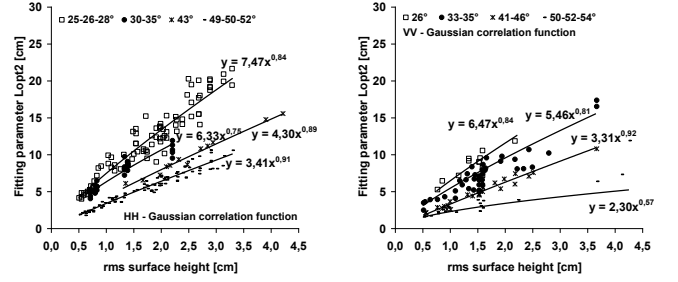 30
25
20
15
10
5
0
Fitting parameter Lopt2 [cm]
25-26-28° 30-35° 43° 49-50-52°
y = 7,47x^0,84
y = 6,33x^0,75
y = 4,30x^0,89
y = 3,41x^0,91
HH - Gaussian correlation function
0,0 0,5 1,0 1,5 2,0 2,5 3,0 3,5 4,0 4,5
rms surface height [cm]
30
25
20
15
10
5
0
Fitting parameter Lopt2 [cm]
26° 33-35° 41-46° 50-52-54°
VV - Gaussian correlation function
y = 6,47x^0,84
y = 5,46x^0,81
y = 3,31x^0,92
y = 2,30x^0,57
0,0 0,5 1,0 1,5 2,0 2,5 3,0 3,5 4,0 4,5
rms surface height [cm]